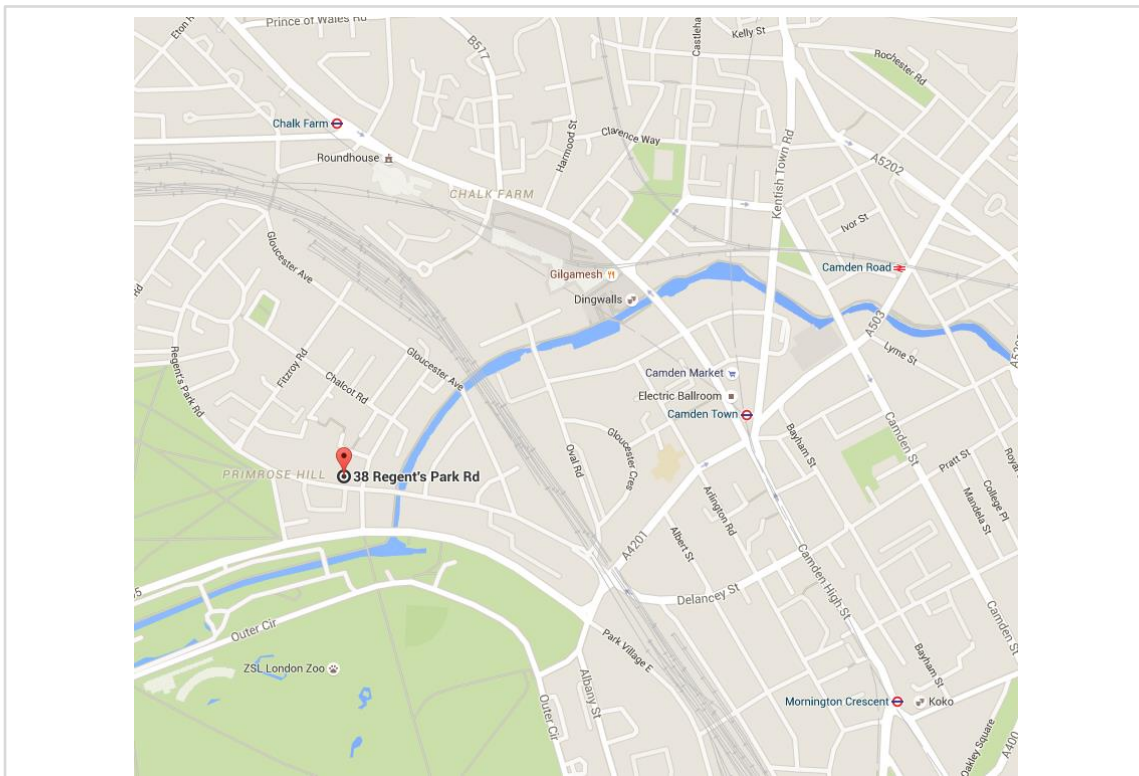 Prince of Wales Rd
Kelly St
Castleha
Eton R
B517
Rochester Rd
Chalk Farm
Harmood St
Clarence Way
Roundhouse
A5202
CHALK FARM
Kentish Town Rd
Ivor St
Gloucester Ave
Gilgamesh
Camden Road
Dingwalls
Rd
A503
Lyme St
Regent's Park Rd
Fitzroy Rd
Gloucester Ave
Chalcot Rd
Camden Market
Electric Ballroom
Camden Town
Bayham St
Camden St
Gloucester Cres
Oval Rd
Pratt St
Royal
PRIMROSE HILL
38 Regent's Park Rd
Arlington Rd
College Pl
Mandela St
A4201
Albert St
Camden High St
Delancey St
Camden St
Outer Cir
Park Village E
Bayham St
ZSL London Zoo
Albany St
Outer Cir
Mornington Crescent
Koko
Oakley Square
A400